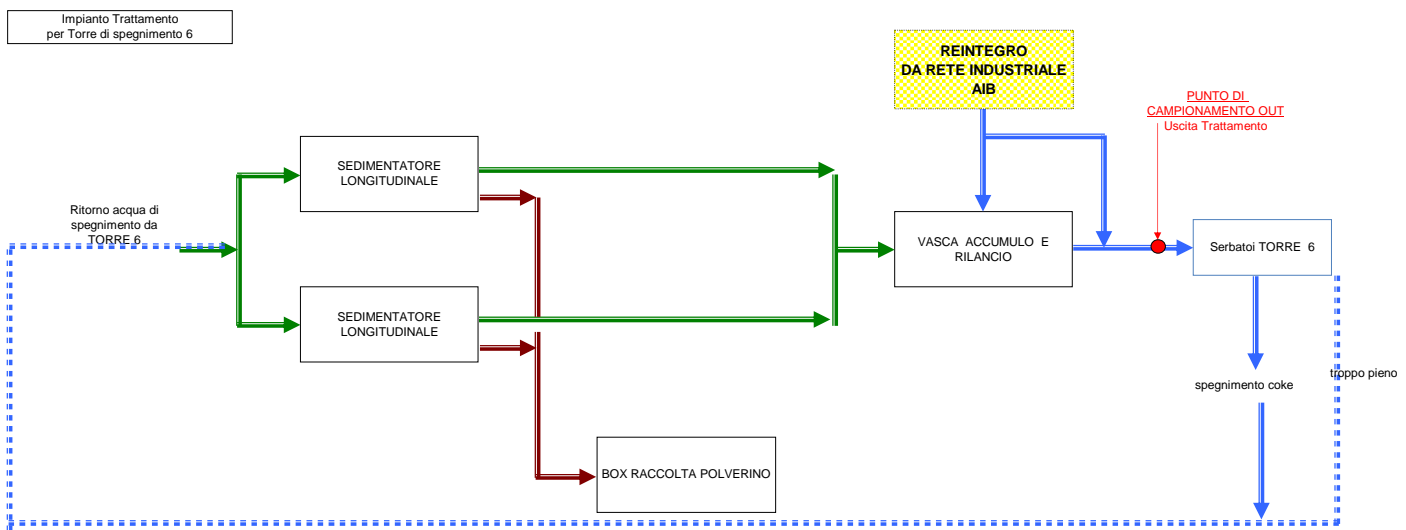 Impianto Trattamento
per Torre di spegnimento 6
REINTEGRO
DA RETE INDUSTRIALE
AIB
PUNTO DI
CAMPIONAMENTO OUT
Uscita Trattamento
SEDIMENTATORE
LONGITUDINALE
Ritorno acqua di
spegnimento da
TORRE 6
VASCA ACCUMULO E
RILANCIO
Serbatoi TORRE 6
SEDIMENTATORE
LONGITUDINALE
troppo pieno
spegnimento coke
BOX RACCOLTA POLVERINO